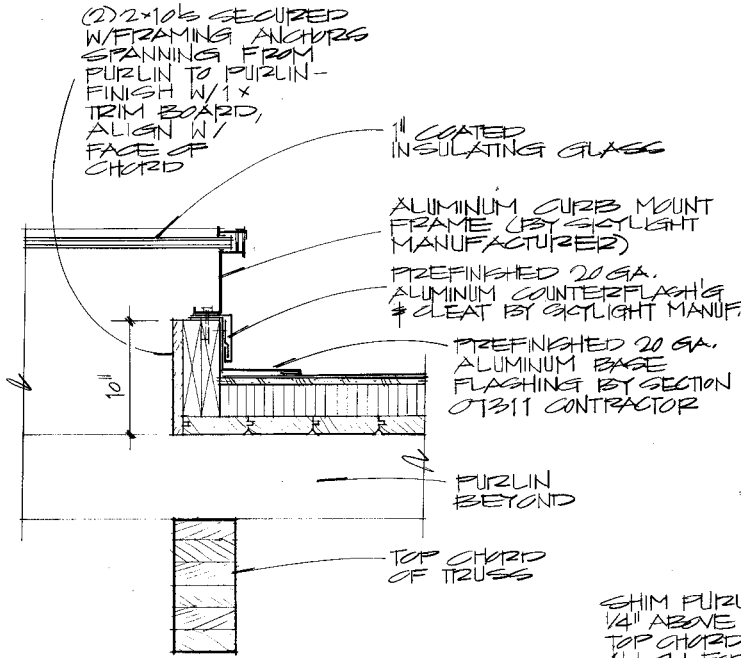 (2) 2x10's SECURED
W/FRAMING ANCHORS
SPANNING FROM
PURLIN TO PURLIN-
FINISH W/ 1x
TRIM BOARD,
ALIGN W/
FACE OF
CHORD
1" COATED
INSULATING GLASS
ALUMINUM CURB MOUNT
FRAME (BY SKYLIGHT
MANUFACTURER)
PREFINISHED 20 GA.
ALUMINUM COUNTERFLASH'G
& CLEAT BY SKYLIGHT MANUF.
PREFINISHED 20 GA.
ALUMINUM BASE
FLASHING BY SECTION
07311 CONTRACTOR
10"
PURLIN
BEYOND
TOP CHORD
OF TRUSS
SHIM PURL
1/4" ABOVE
TOP CHORD